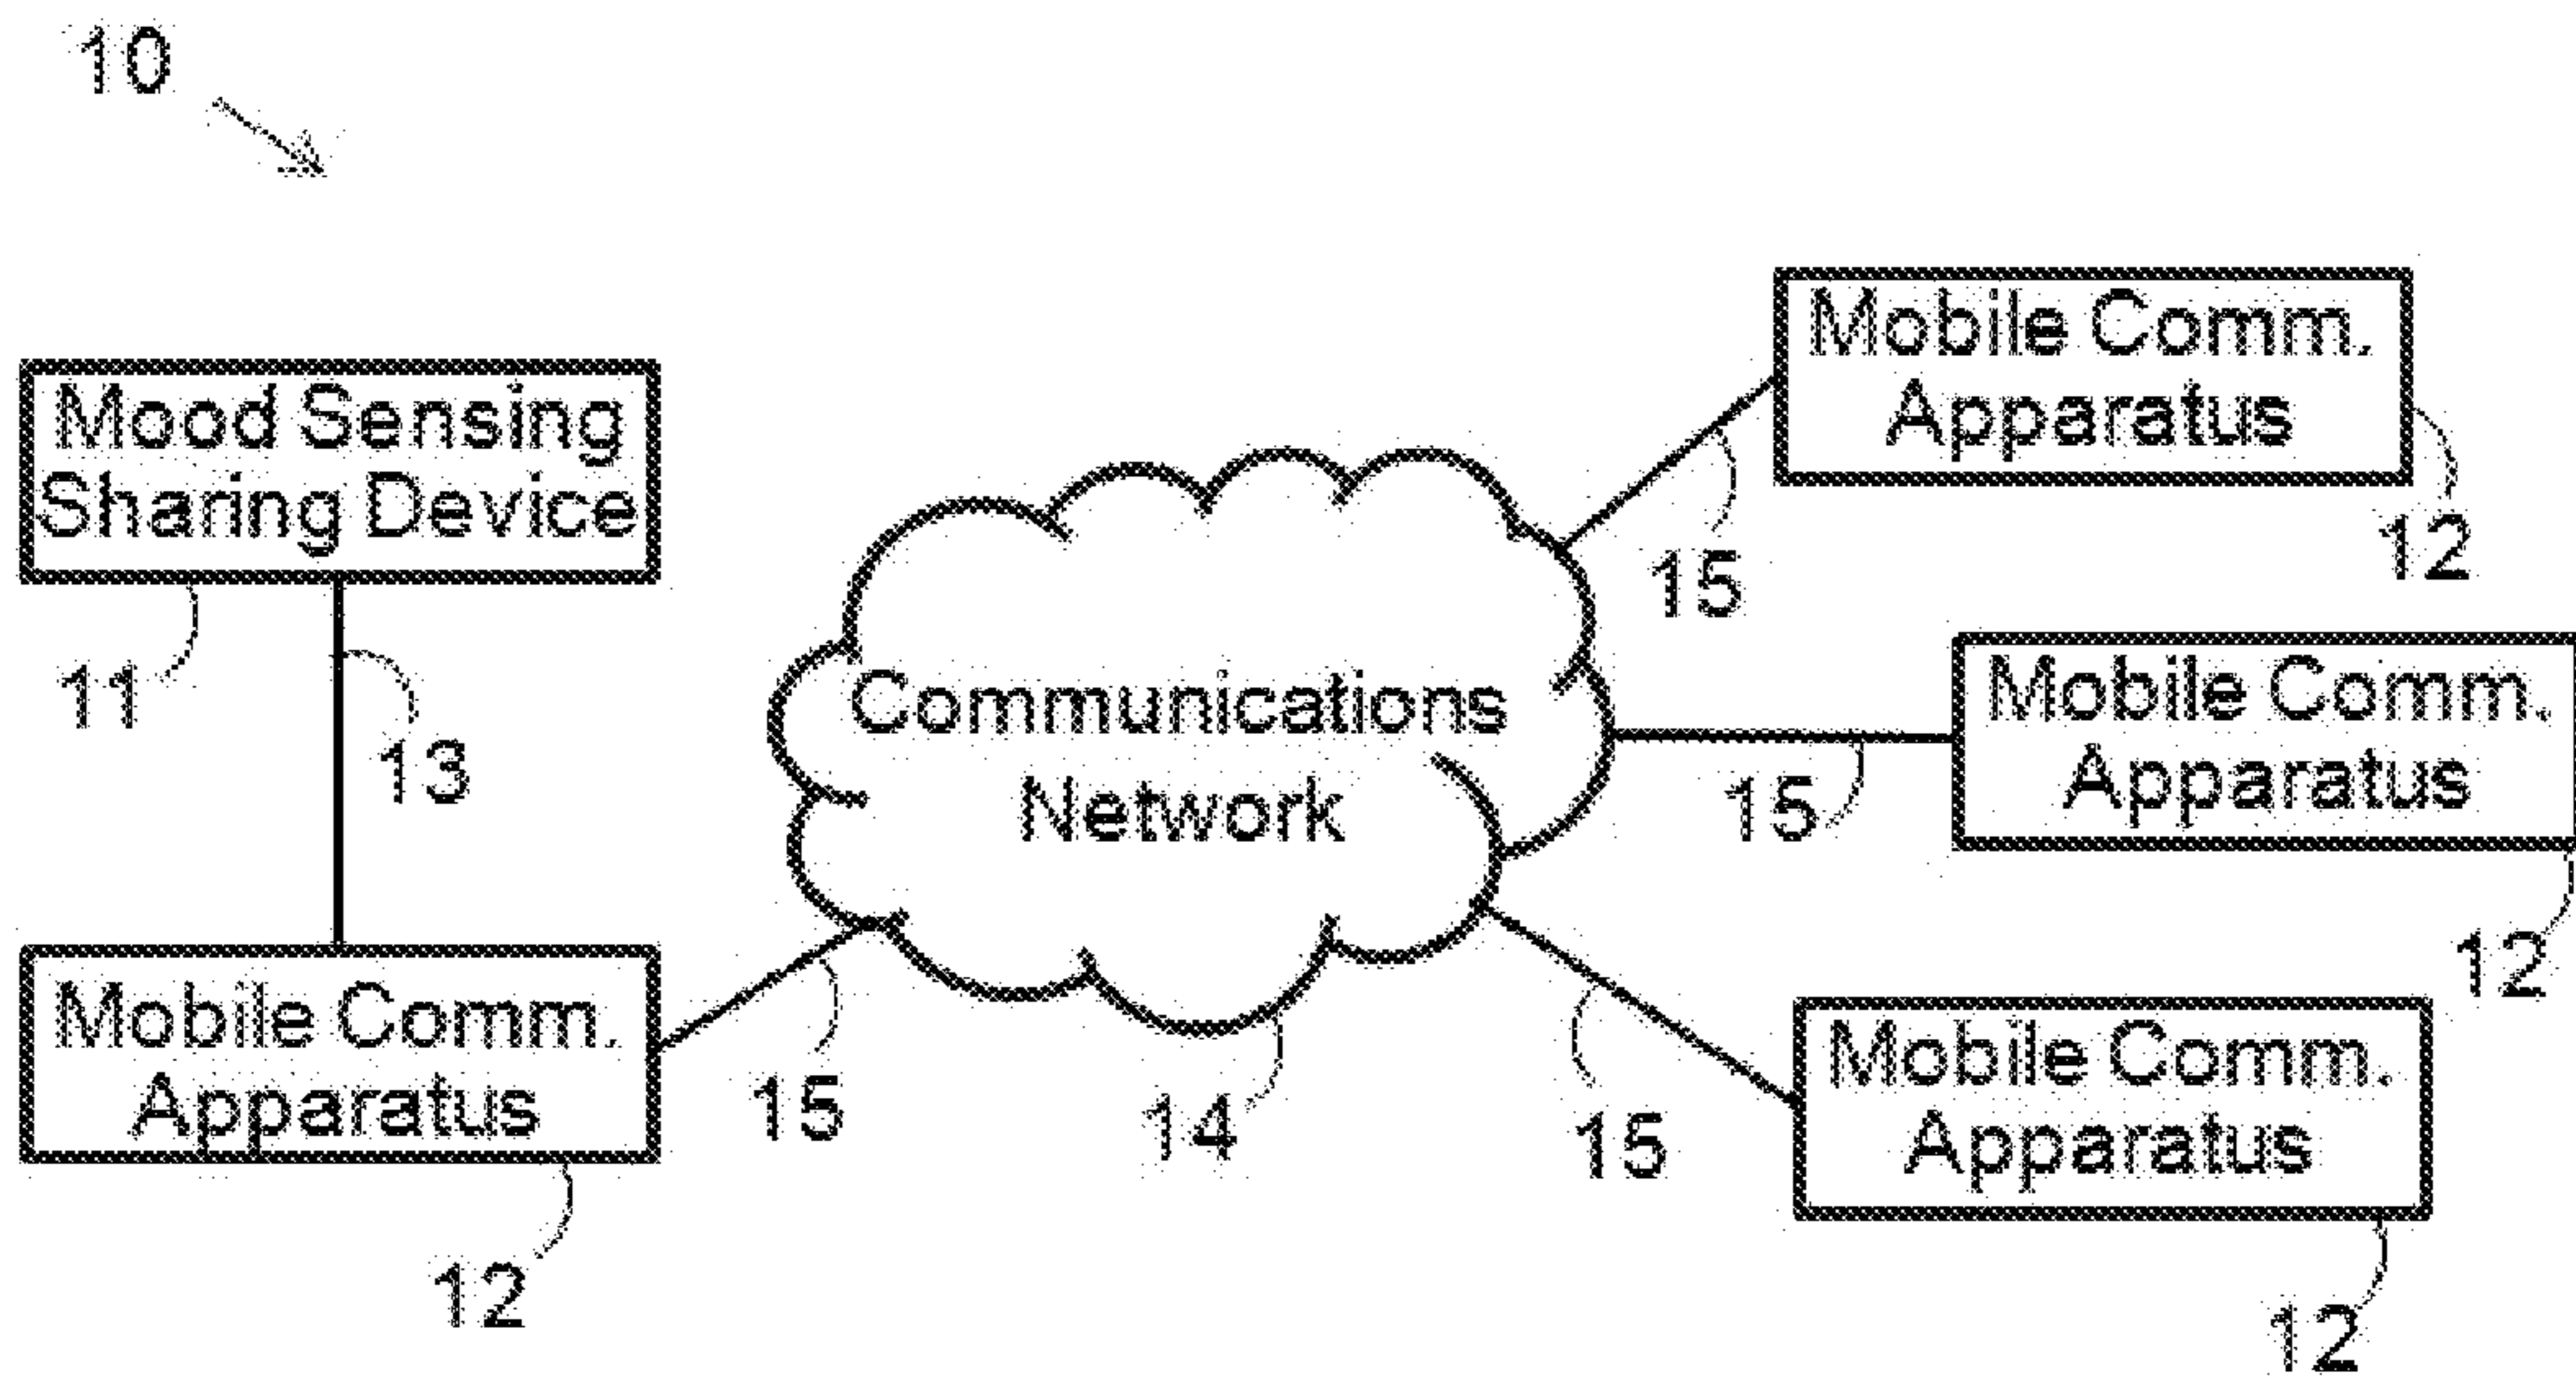 10
Mood Sensing
Sharing Device
11
13
Mobile Comm.
Apparatus
12
15
Communications
Network
14
Mobile Comm.
Apparatus
12
15
Mobile Comm.
Apparatus
12
15
Mobile Comm.
Apparatus
12
15